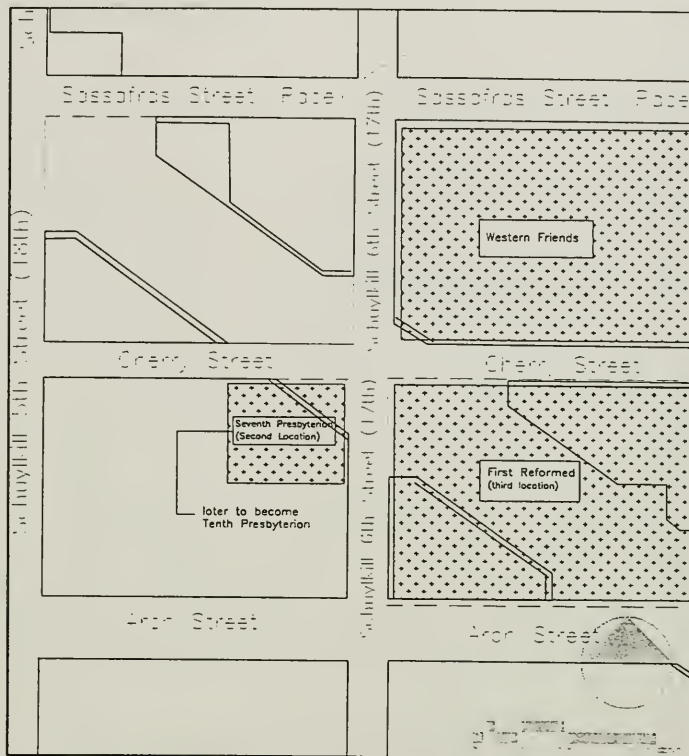 Sch
Sassafras Street Race
Sassafras Street Race
Schuylkill 5th Street (18th)
Schuylkill 6th Street (17th)
Western Friends
Cherry Street
Cherry Street
Seventh Presbyterian
(Second Location)
later to become
Tenth Presbyterian
Schuylkill 6th Street (17th)
First Reformed
(third location)
Arch Street
Arch Street